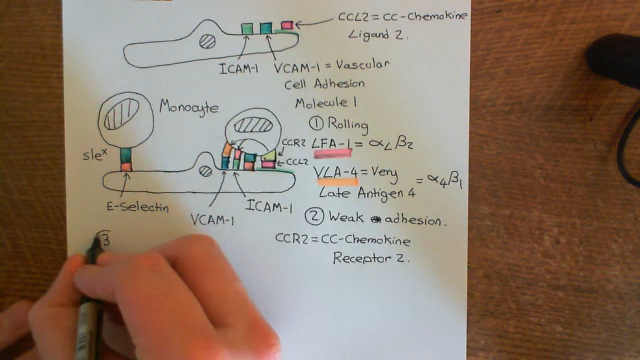 CCL2 = CC-Chemokine
Ligand 2.
ICAM-1
VCAM-1 = Vascular
Cell Adhesion
Molecule 1
Monocyte
① Rolling
CCR2
LFA-1 = αLβ2
CCL2
sleˣ
VLA-4 = Very
Late Antigen 4
= α4β1
E-Selectin
VCAM-1
ICAM-1
② Weak adhesion.
CCR2 = CC-Chemokine
Receptor 2.
3